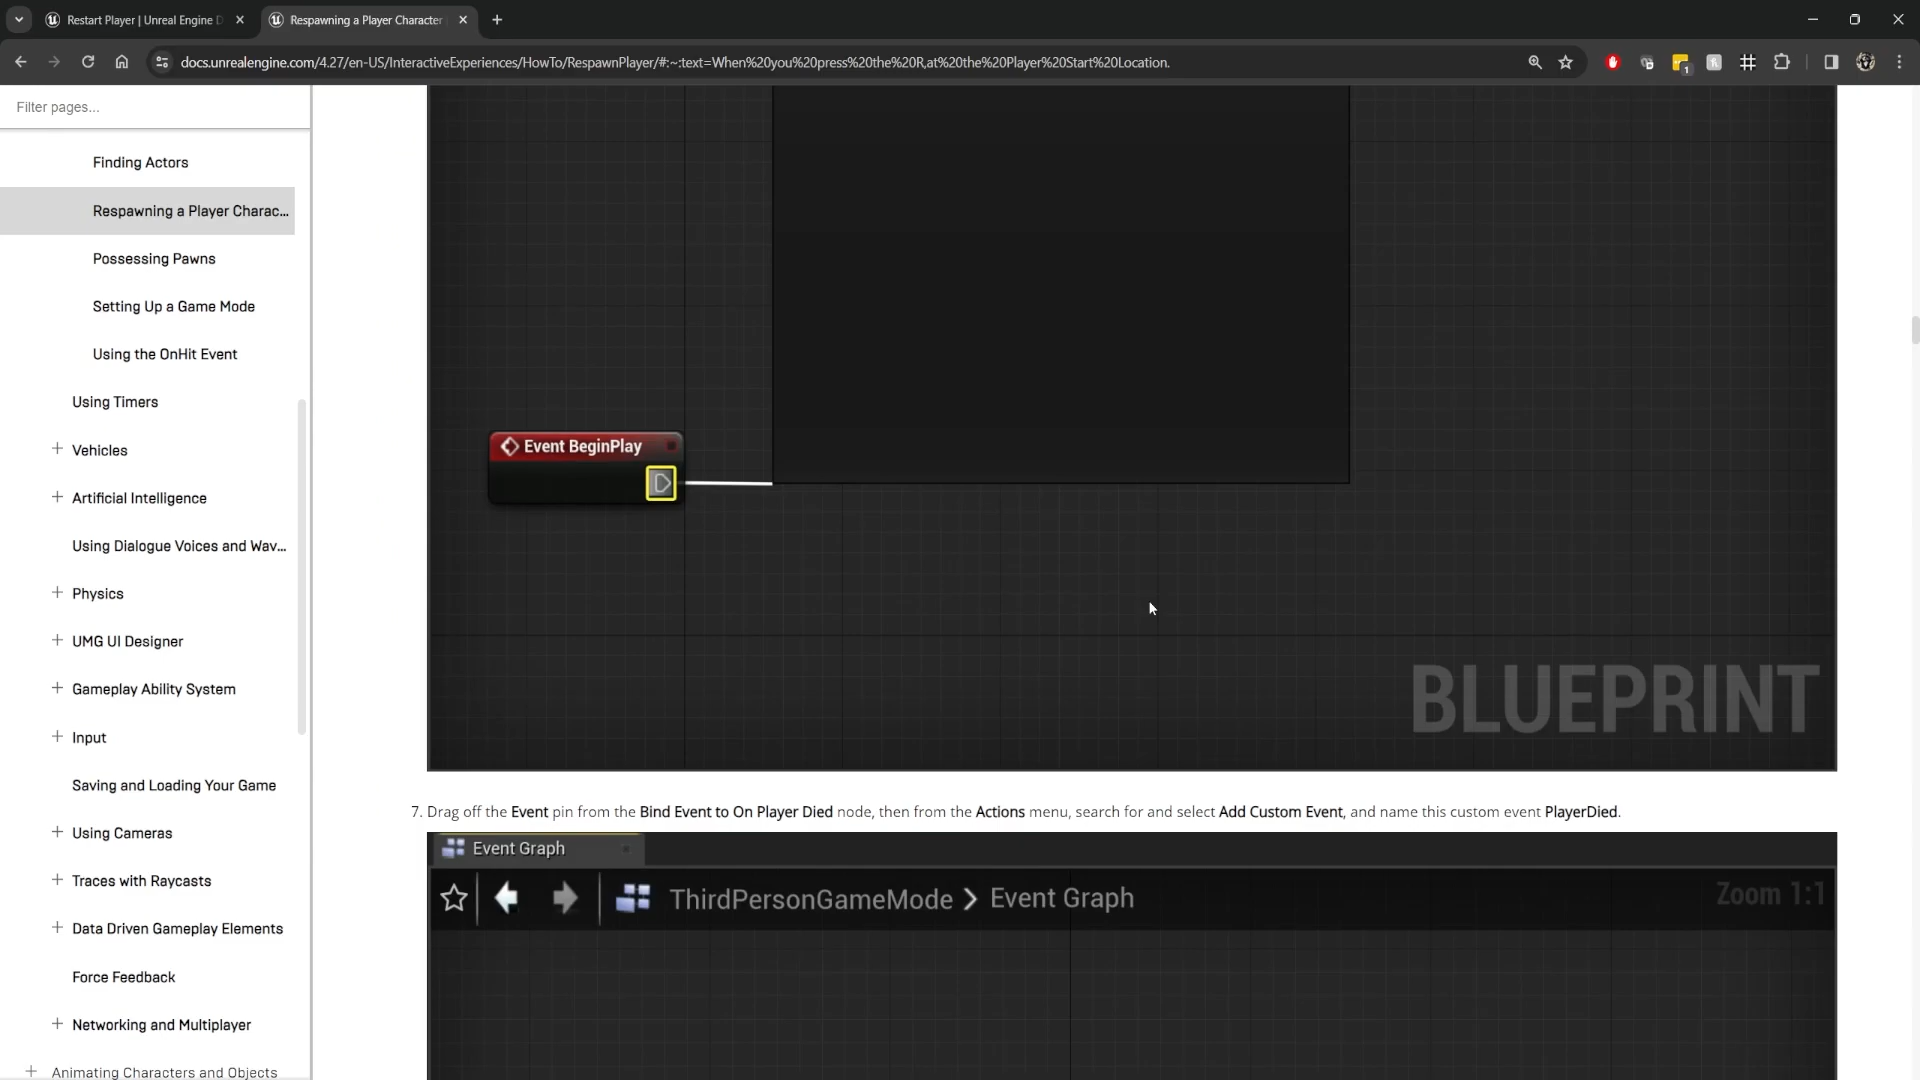 Restart Player | Unreal Engine D
Respawning a Player Character
docs.unrealengine.com/4.27/en-US/InteractiveExperiences/HowTo/RespawnPlayer/#:~:text=When%20you%20press%20the%20R,at%20the%20Player%20Start%20Location.
1
Filter pages...
Finding Actors
Respawning a Player Charac...
Possessing Pawns
Setting Up a Game Mode
Using the OnHit Event
Using Timers
Vehicles
Artificial Intelligence
Using Dialogue Voices and Wav...
Physics
UMG UI Designer
Gameplay Ability System
Input
Saving and Loading Your Game
Using Cameras
Traces with Raycasts
Data Driven Gameplay Elements
Force Feedback
Networking and Multiplayer
Animating Characters and Objects
Event BeginPlay
BLUEPRINT
7. Drag off the Event pin from the Bind Event to On Player Died node, then from the Actions menu, search for and select Add Custom Event, and name this custom event PlayerDied.
Event Graph
ThirdPersonGameMode > Event Graph
Zoom 1:1